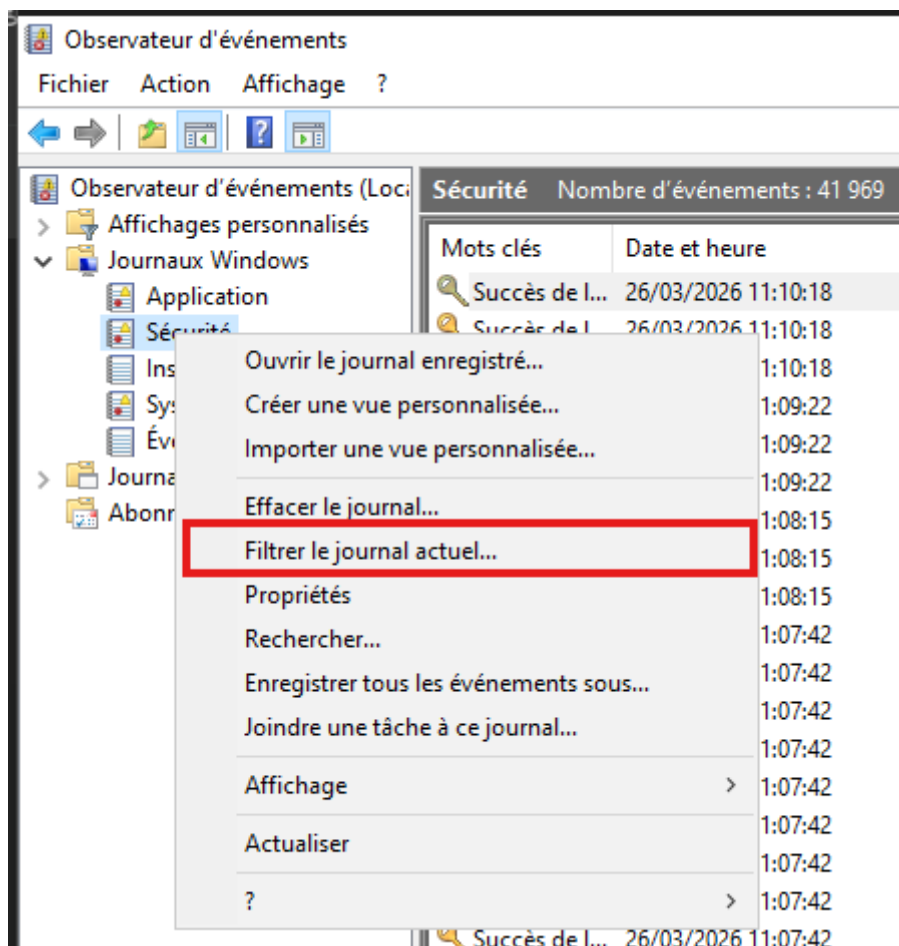 Observateur d'événements
Fichier Action Affichage ?
Observateur d'événements (Loca
Affichages personnalisés
Journaux Windows
Application
Sécurité
Ins
Sys
Év
Journa
Abonn
Sécurité Nombre d'événements : 41 969
Mots clés Date et heure
Succès de l... 26/03/2026 11:10:18
Succès de l... 26/03/2026 11:10:18
1:10:18
1:09:22
1:09:22
1:09:22
1:08:15
1:08:15
1:08:15
1:07:42
1:07:42
1:07:42
1:07:42
1:07:42
1:07:42
1:07:42
1:07:42
Succès de l... 26/03/2026 11:07:42
Ouvrir le journal enregistré...
Créer une vue personnalisée...
Importer une vue personnalisée...
Effacer le journal...
Filtrer le journal actuel...
Propriétés
Rechercher...
Enregistrer tous les événements sous...
Joindre une tâche à ce journal...
Affichage
Actualiser
?